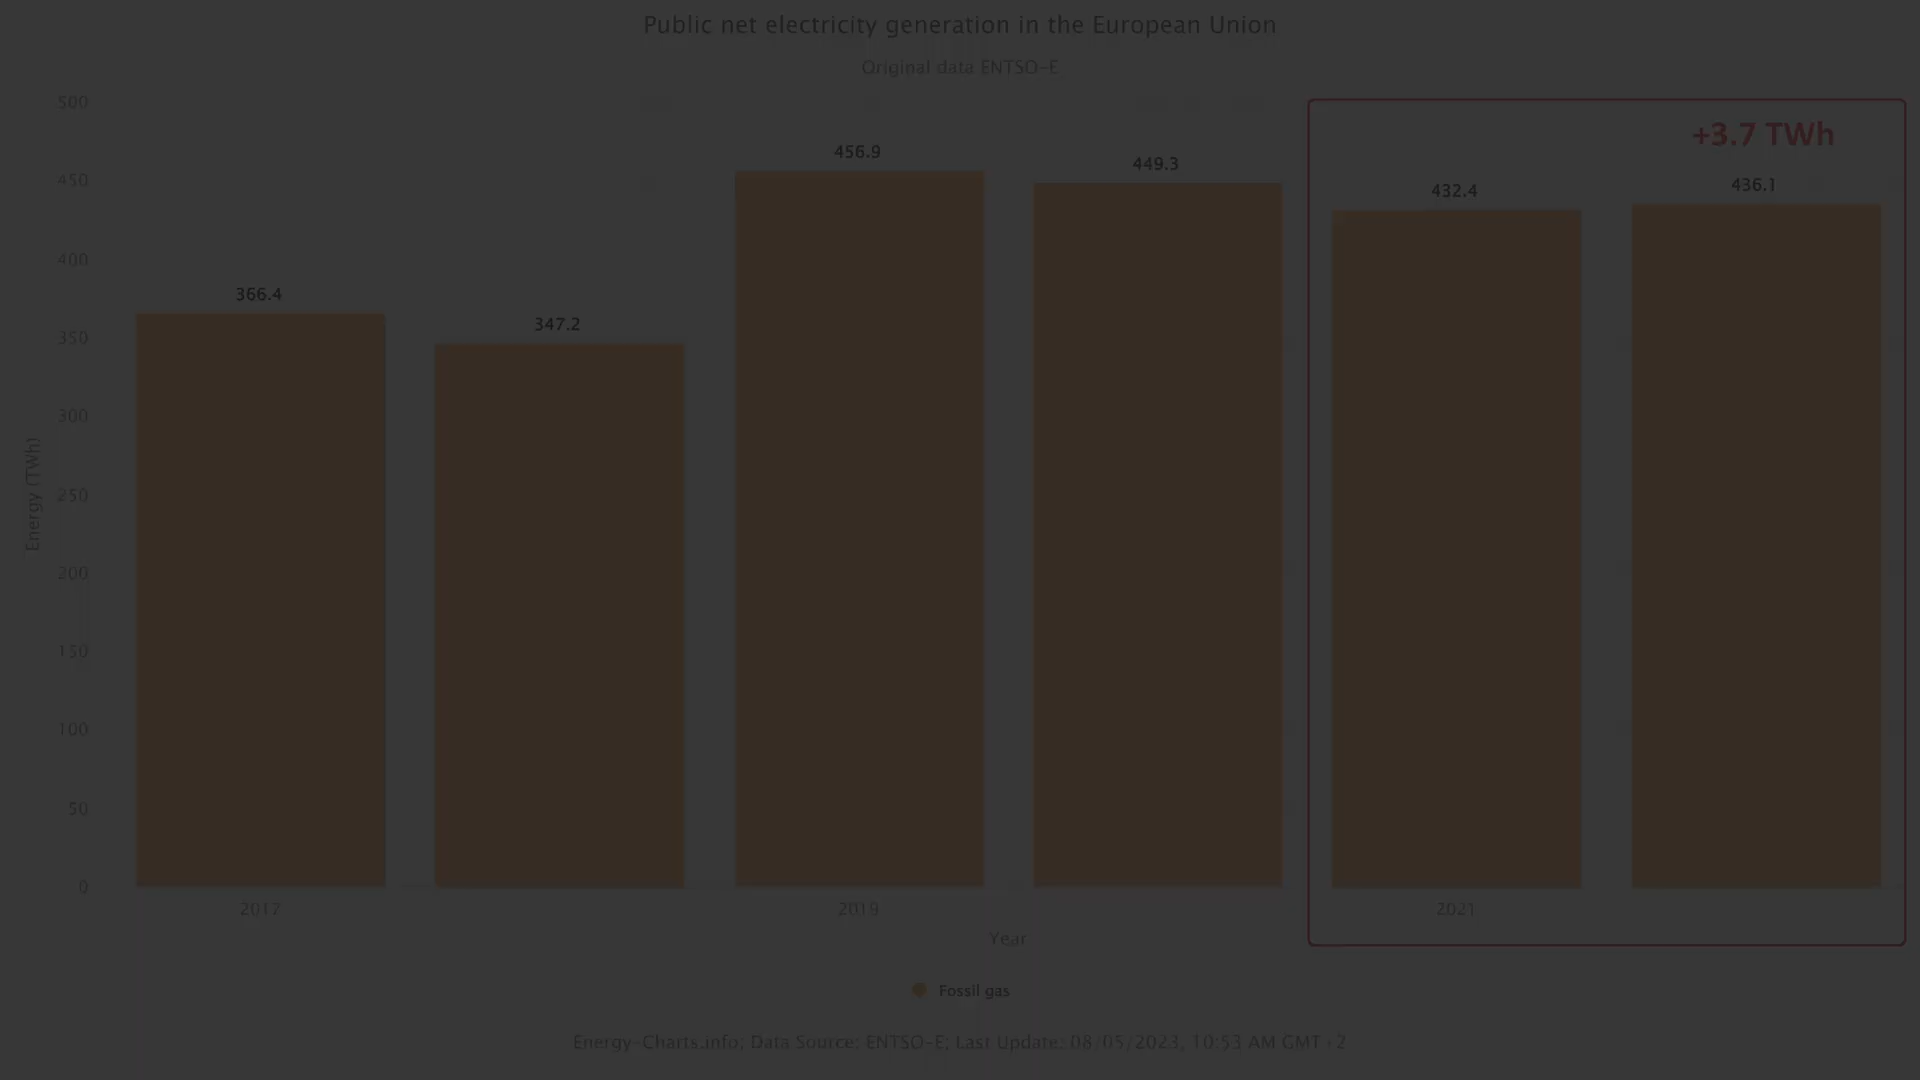 Public net electricity generation in the European Union
Original data ENTSO-E
+3.7 TWh
500
450
400
350
300
250
200
150
100
50
0
Energy (TWh)
366.4
347.2
456.9
449.3
432.4
436.1
2017
2019
2021
Year
Fossil gas
Energy-Charts.info; Data Source: ENTSO-E; Last Update: 08/05/2023, 10:53 AM GMT+2